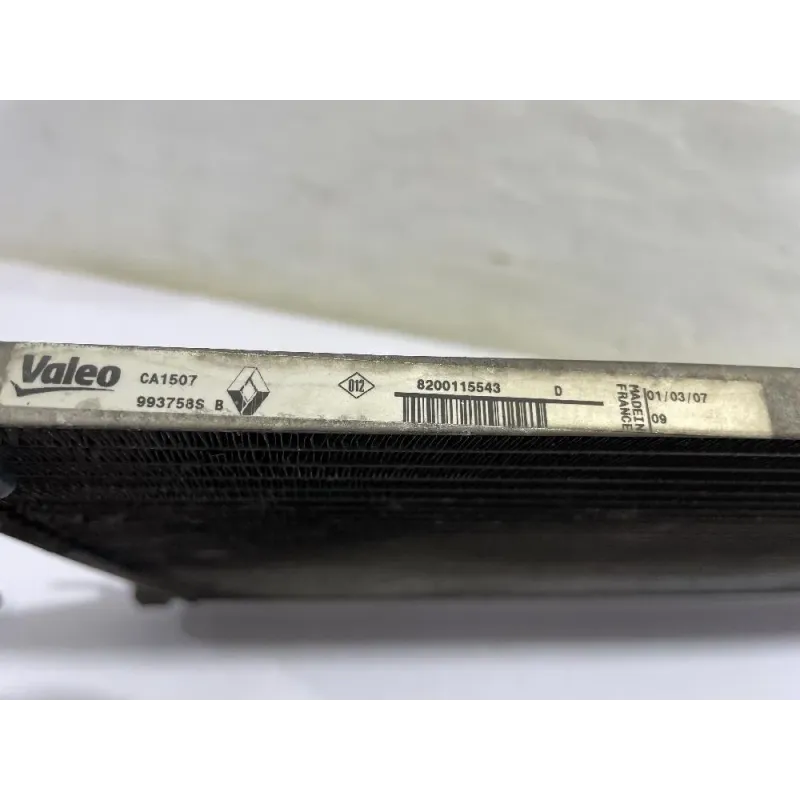 Valeo
CA1507
993758S B
012
8200115543 D
MADE IN
FRANCE
01/03/07
09